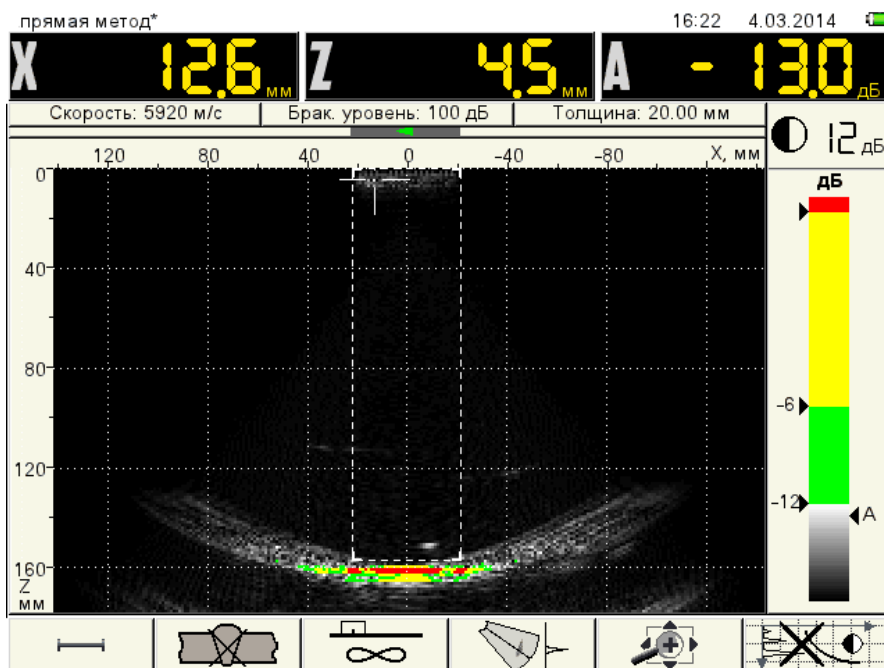 прямая метод* 16:22 4.03.2014
X 12.6 мм Z 4.5 мм A - 13.0 дБ
Скорость: 5920 м/с Брак. уровень: 100 дБ Толщина: 20.00 мм
12 дБ
120 80 40 0 -40 -80 X, мм
дБ
0
40
-6
80
120
-12
A
160
Z
мм